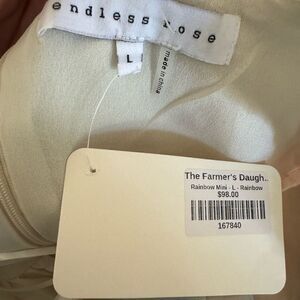 endless rose
L
made in china
The Farmer's Daugh..
Rainbow Mini - L - Rainbow
$98.00
167840